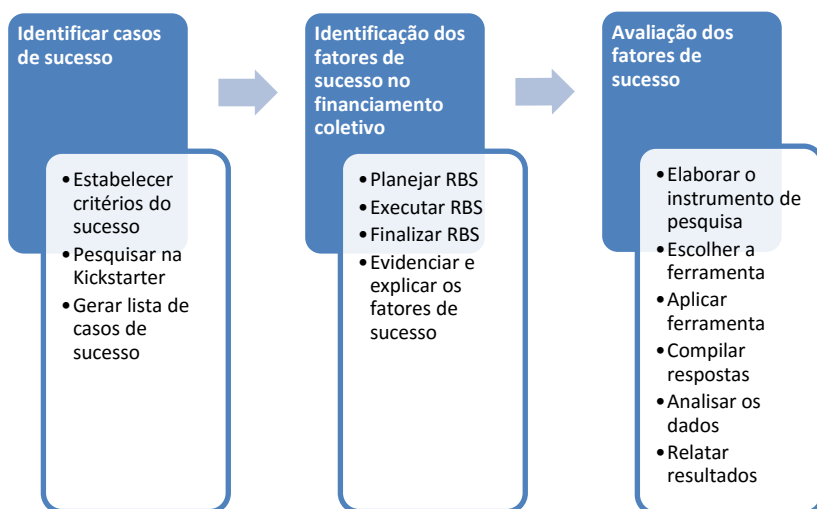 Identificar casos
de sucesso
• Estabelecer
critérios do
sucesso
• Pesquisar na
Kickstarter
• Gerar lista de
casos de
sucesso
Identificação dos
fatores de
sucesso no
financiamento
coletivo
• Planejar RBS
• Executar RBS
• Finalizar RBS
• Evidenciar e
explicar os
fatores de
sucesso
Avaliação dos
fatores de
sucesso
• Elaborar o
instrumento de
pesquisa
• Escolher a
ferramenta
• Aplicar
ferramenta
• Compilar
respostas
• Analisar os
dados
• Relatar
resultados